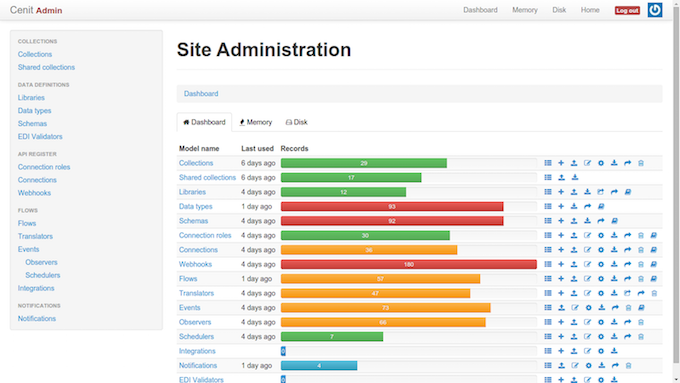 Cenit Admin
Dashboard Memory Disk Home Log out
COLLECTIONS
Collections
Shared collections
DATA DEFINITIONS
Libraries
Data types
Schemas
EDI Validators
API REGISTER
Connection roles
Connections
Webhooks
FLOWS
Flows
Translators
Events
Observers
Schedulers
Integrations
NOTIFICATIONS
Notifications
Site Administration
Dashboard
Dashboard Memory Disk
Model name Last used Records
Collections 6 days ago 29
Shared collections 6 days ago 17
Libraries 4 days ago 12
Data types 1 day ago 93
Schemas 4 days ago 92
Connection roles 4 days ago 30
Connections 4 days ago 36
Webhooks 4 days ago 180
Flows 1 day ago 57
Translators 4 days ago 47
Events 4 days ago 73
Observers 4 days ago 66
Schedulers 4 days ago 7
Integrations 0
Notifications 1 day ago 4
EDI Validators 0